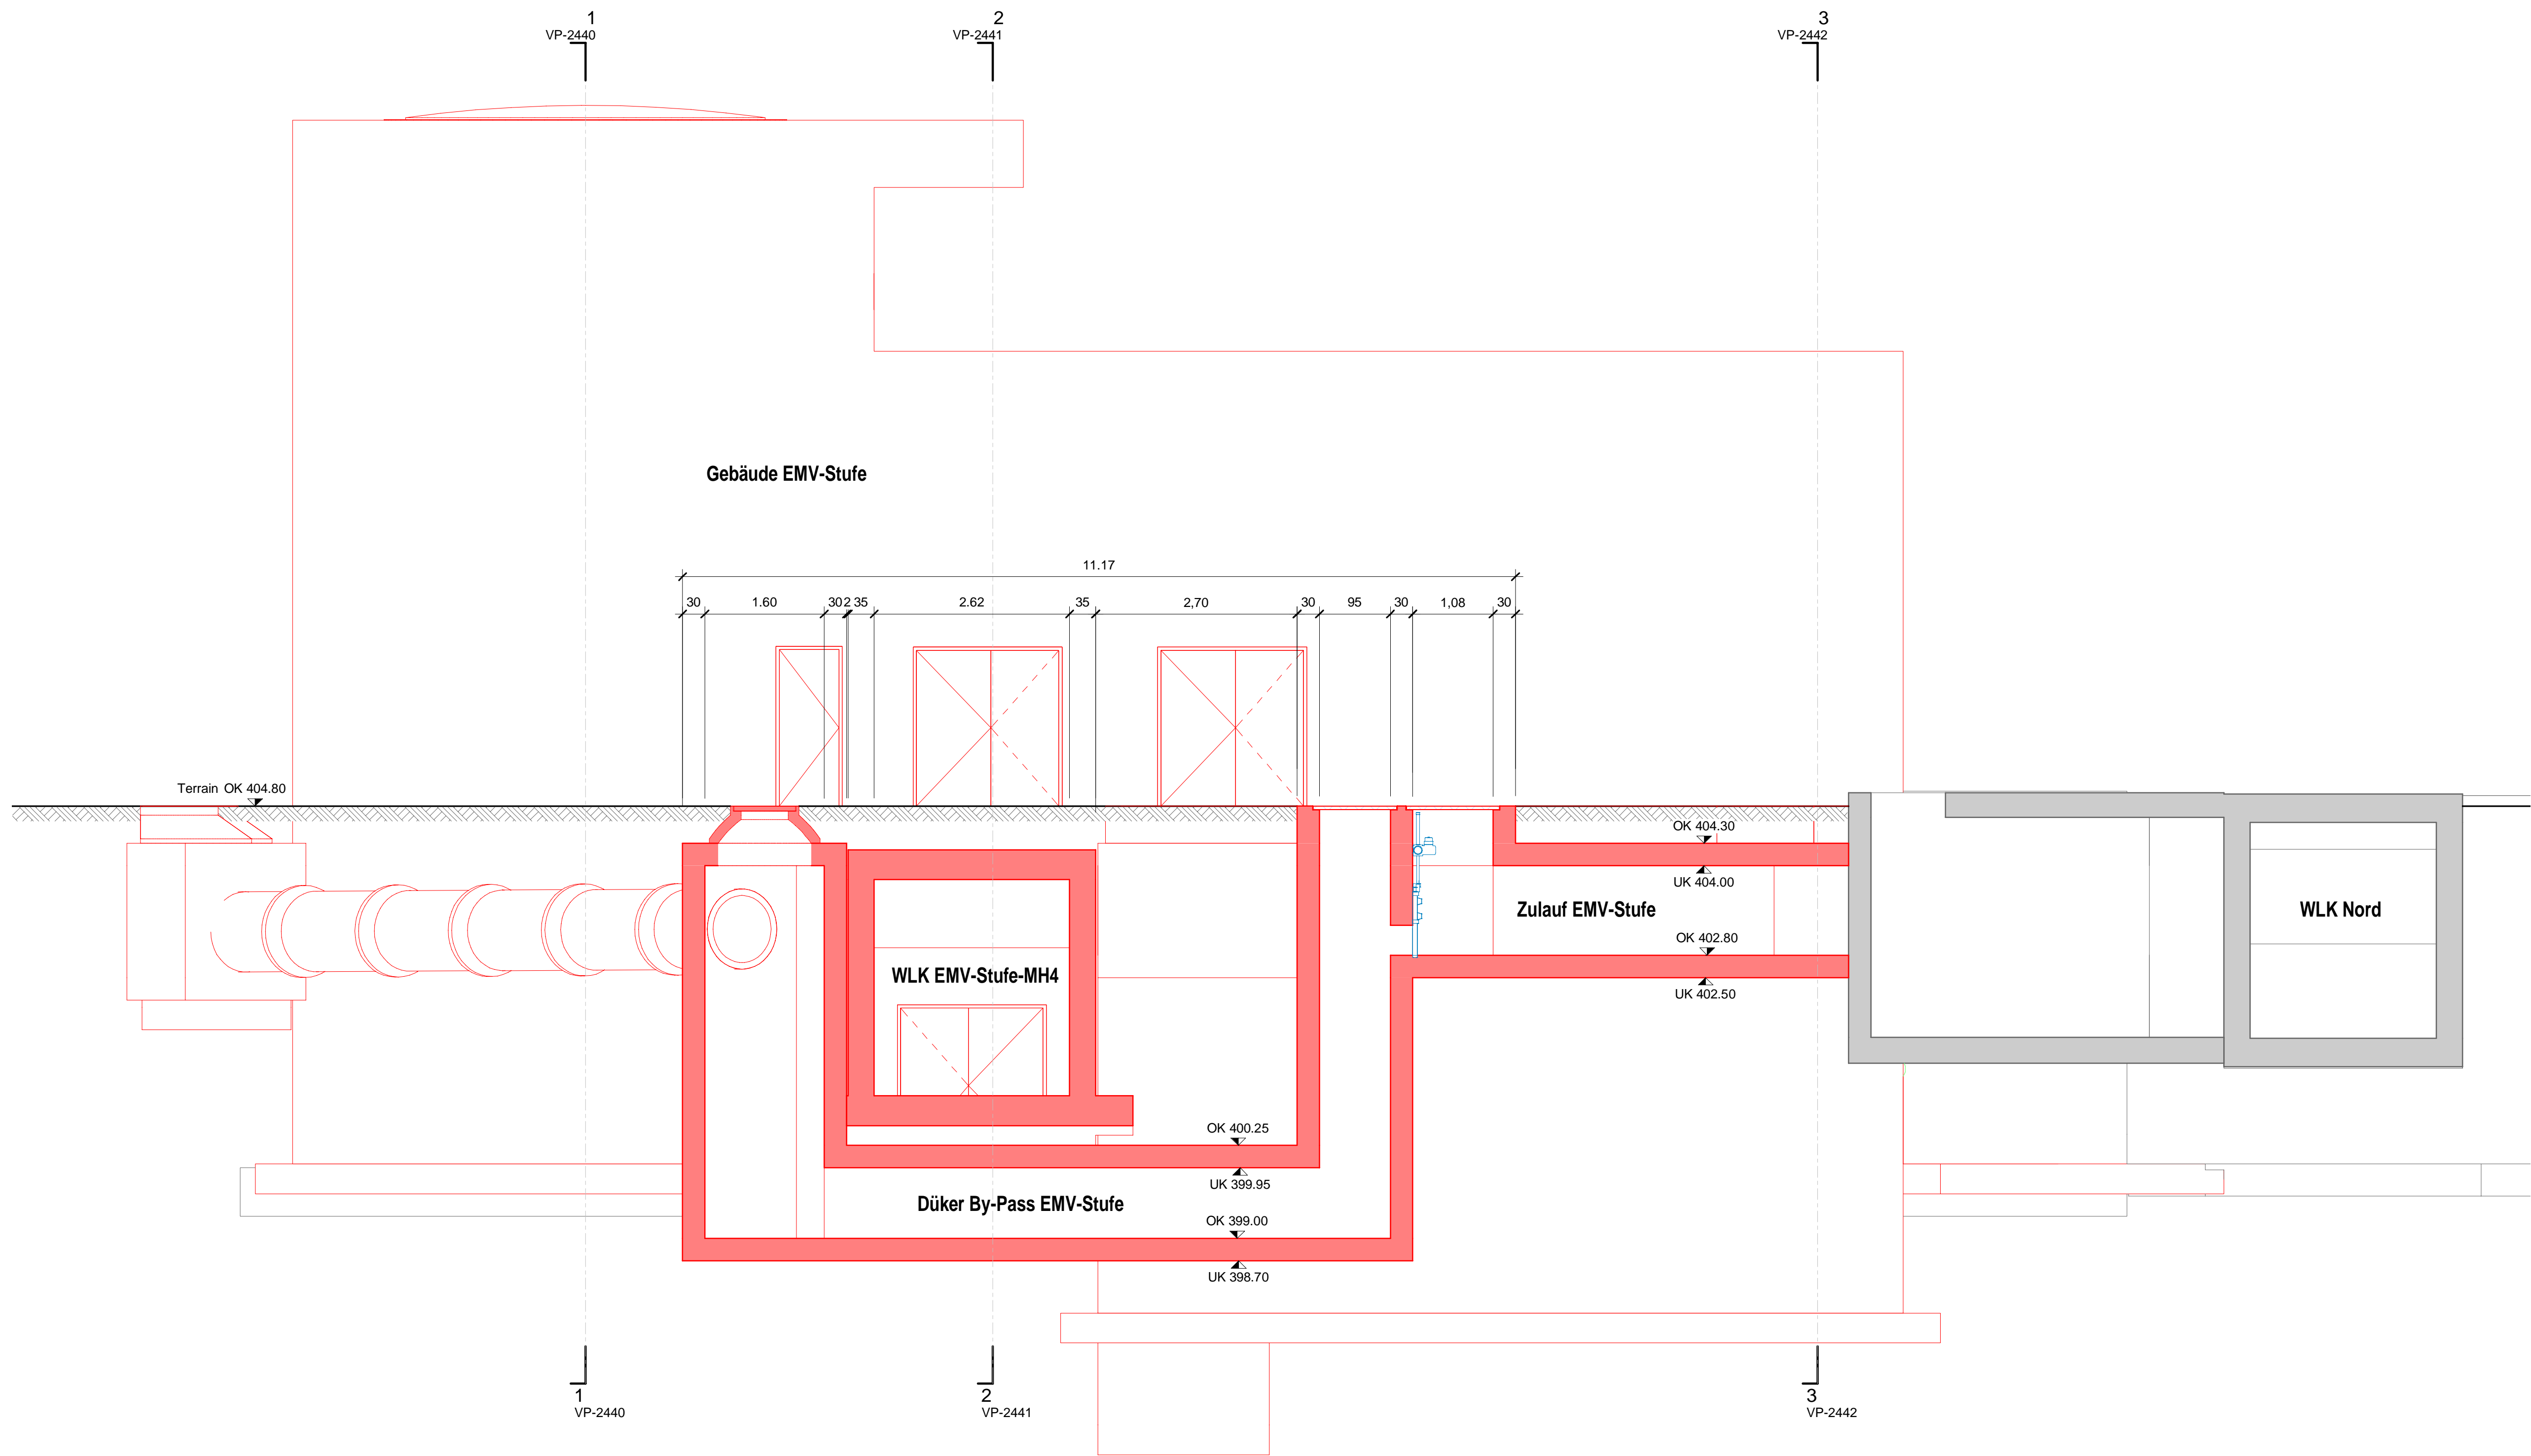 1
VP-2440
2
VP-2441
3
VP-2442
Gebäude EMV-Stufe
11.17
30 1.60 30 2 35 2.62 35 2,70 30 95 30 1,08 30
Terrain OK 404.80
OK 404.30
UK 404.00
Zulauf EMV-Stufe
WLK Nord
OK 402.80
WLK EMV-Stufe-MH4
UK 402.50
OK 400.25
UK 399.95
Düker By-Pass EMV-Stufe
OK 399.00
UK 398.70
1
VP-2440
2
VP-2441
3
VP-2442